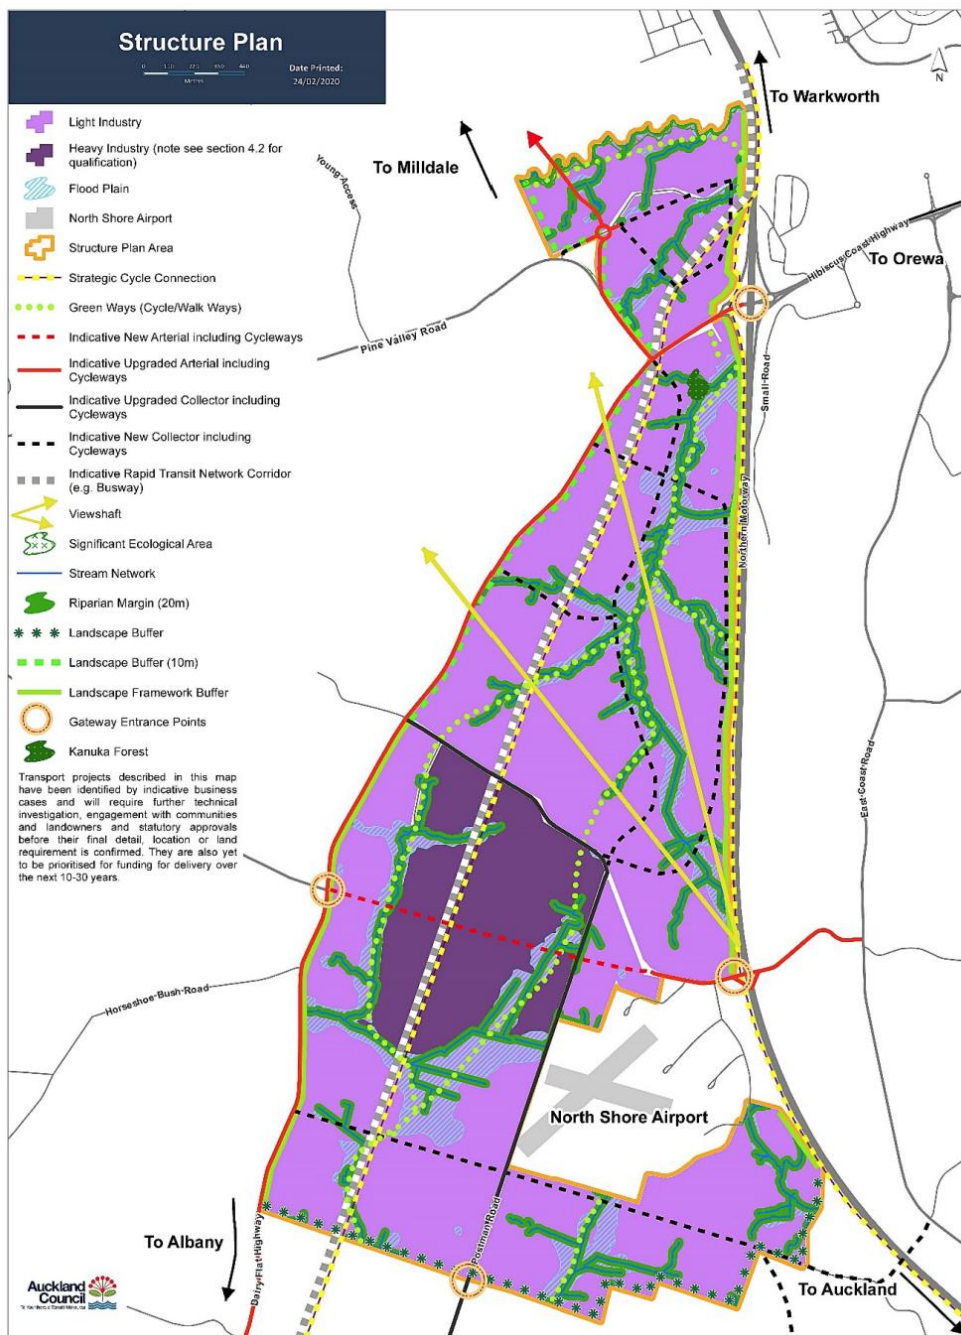 Structure Plan
0 110 220 330 440
Metres
Date Printed:
24/02/2020
Light Industry
Heavy Industry (note see section 4.2 for
qualification)
Flood Plain
North Shore Airport
Structure Plan Area
Strategic Cycle Connection
Green Ways (Cycle/Walk Ways)
Indicative New Arterial including Cycleways
Indicative Upgraded Arterial including
Cycleways
Indicative Upgraded Collector including
Cycleways
Indicative New Collector including
Cycleways
Indicative Rapid Transit Network Corridor
(e.g. Busway)
Viewshaft
Significant Ecological Area
Stream Network
Riparian Margin (20m)
Landscape Buffer
Landscape Buffer (10m)
Landscape Framework Buffer
Gateway Entrance Points
Kanuka Forest
Transport projects described in this map
have been identified by indicative business
cases and will require further technical
investigation, engagement with communities
and landowners and statutory approvals
before their final detail, location or land
requirement is confirmed. They are also yet
to be prioritised for funding for delivery over
the next 10-30 years.
N
To Warkworth
To Milldale
Young Access
Hibiscus Coast Highway
To Orewa
Pine Valley Road
Small Road
Northern Motorway
East Coast Road
Horseshoe Bush Road
North Shore Airport
Postman Road
Dairy Flat Highway
To Albany
To Auckland
Auckland
Council